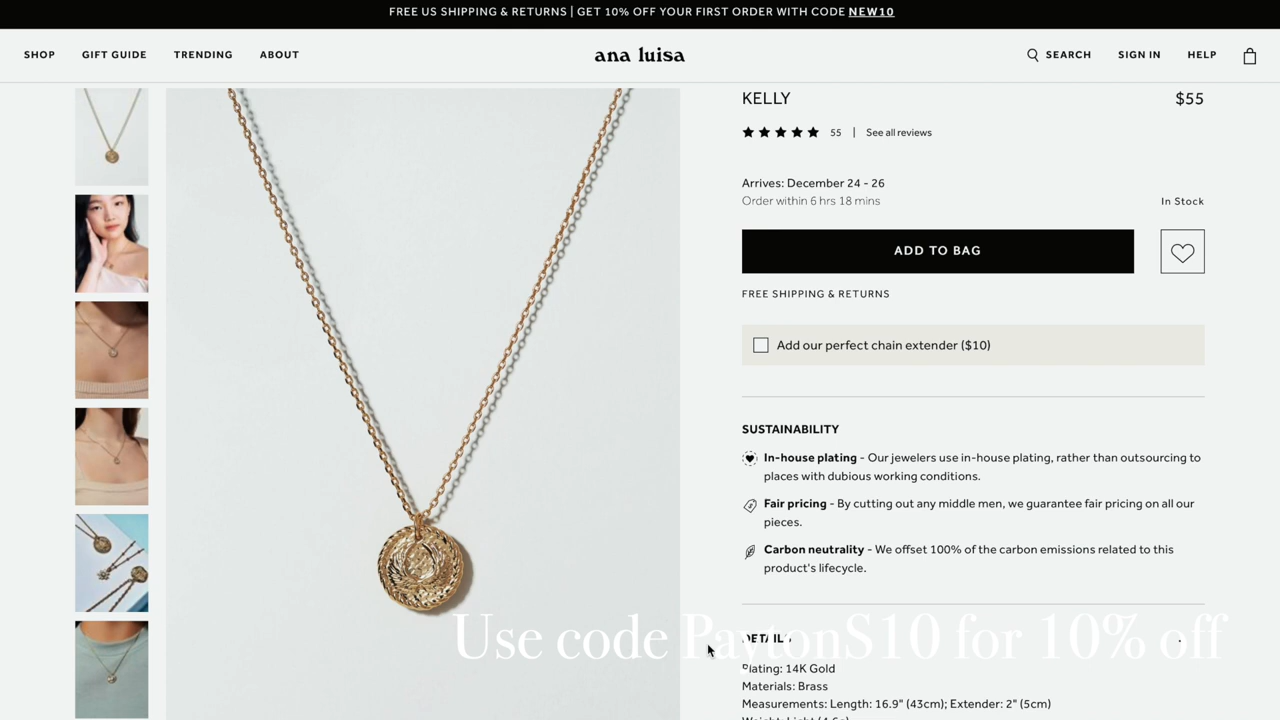 FREE US SHIPPING & RETURNS | GET 10% OFF YOUR FIRST ORDER WITH CODE NEW10
SHOP GIFT GUIDE TRENDING ABOUT ana luisa SEARCH SIGN IN HELP
KELLY $55
55 | See all reviews
Arrives: December 24 - 26
Order within 6 hrs 18 mins In Stock
ADD TO BAG
FREE SHIPPING & RETURNS
Add our perfect chain extender ($10)
SUSTAINABILITY
In-house plating - Our jewelers use in-house plating, rather than outsourcing to
places with dubious working conditions.
Fair pricing - By cutting out any middle men, we guarantee fair pricing on all our
pieces.
Carbon neutrality - We offset 100% of the carbon emissions related to this
product's lifecycle.
Use code PaytonS10 for 10% off
DETAILS
Plating: 14K Gold
Materials: Brass
Measurements: Length: 16.9" (43cm); Extender: 2" (5cm)